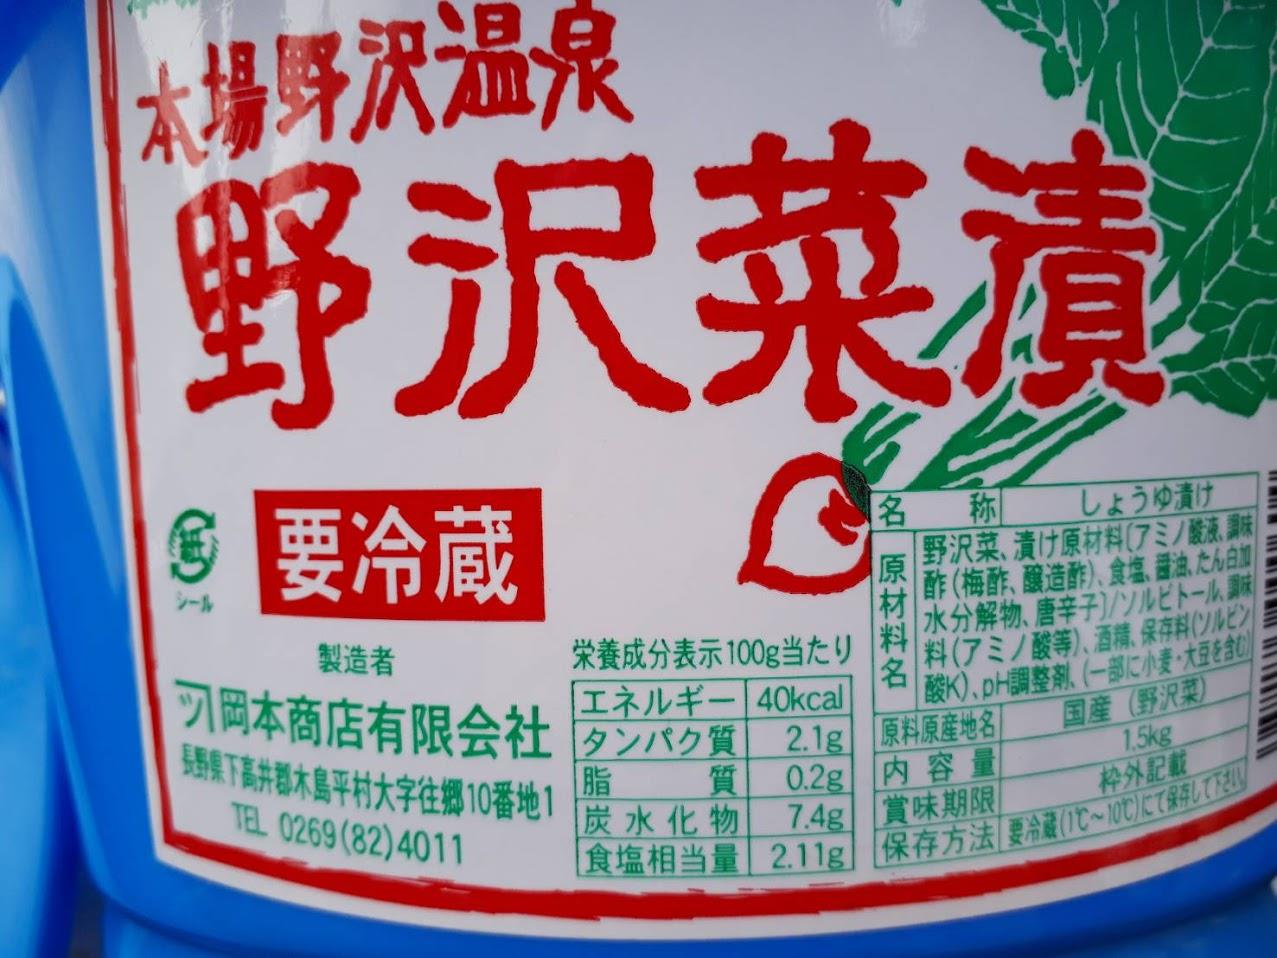 本場野沢温泉
野沢菜漬
紙
シール
要冷蔵
製造者
岡本商店有限会社
長野県下高井郡木島平村大字往郷10番地1
TEL 0269(82)4011
栄養成分表示100g当たり
エネルギー 40kcal
タンパク質 2.1g
脂質 0.2g
炭水化物 7.4g
食塩相当量 2.11g
名称 しょうゆ漬け
原材料名 野沢菜、漬け原材料[アミノ酸液、調味
酢(梅酢、醸造酢)、食塩、醤油、たん白加
水分解物、唐辛子]/ソルビトール、調味
料(アミノ酸等)、酒精、保存料(ソルビン
酸K)、pH調整剤、(一部に小麦・大豆を含む)
原料原産地名 国産(野沢菜)
内容量 1.5kg
賞味期限 枠外記載
保存方法 要冷蔵(1℃~10℃)にて保存して下さい。